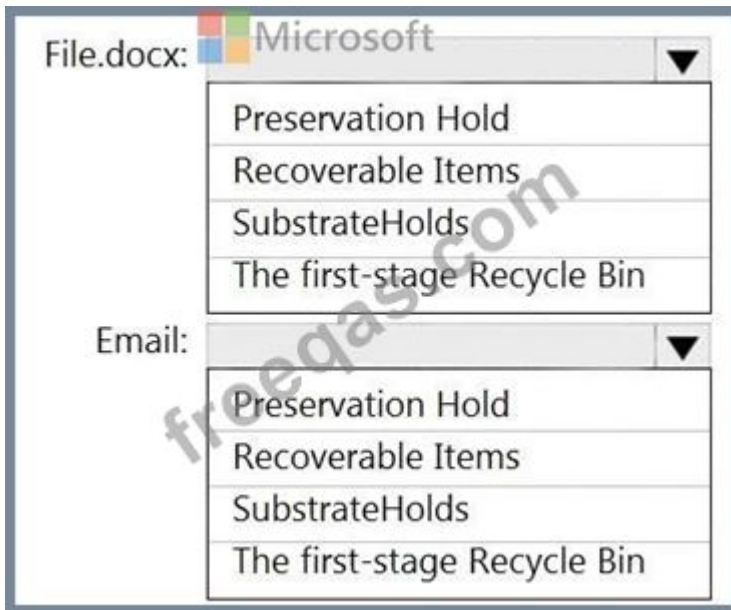 Microsoft
File.docx:
Preservation Hold
Recoverable Items
SubstrateHolds
The first-stage Recycle Bin
Email:
Preservation Hold
Recoverable Items
SubstrateHolds
The first-stage Recycle Bin
freeqas.com